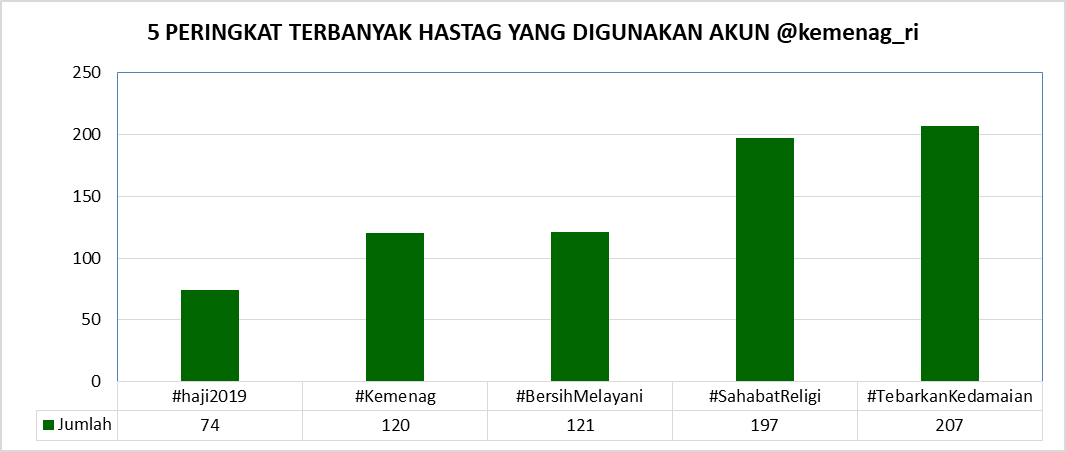 5 PERINGKAT TERBANYAK HASTAG YANG DIGUNAKAN AKUN @kemenag_ri
250
200
150
100
50
0
#haji2019 #Kemenag #BersihMelayani #SahabatReligi #TebarkanKedamaian
Jumlah 74 120 121 197 207